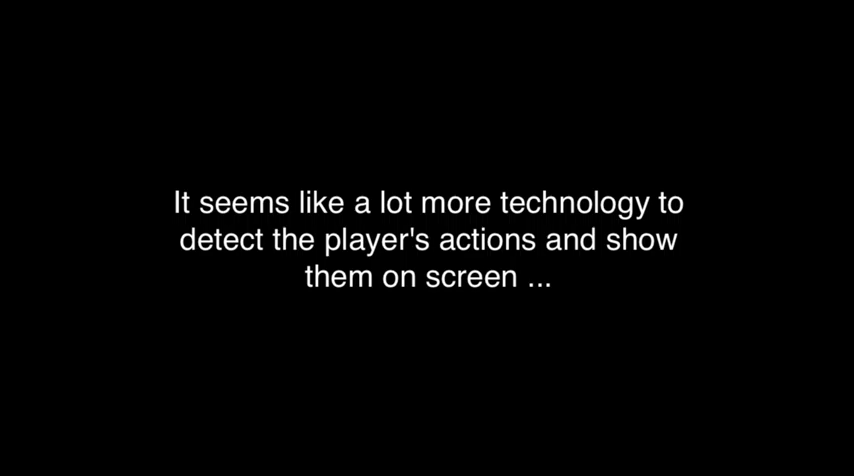 It seems like a lot more technology to
detect the player's actions and show
them on screen ...